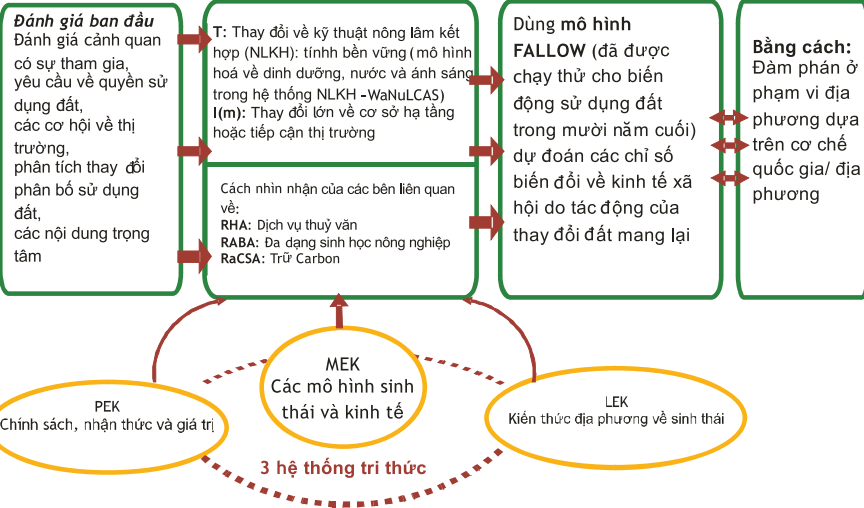 Đánh giá ban đầu
Đánh giá cảnh quan
có sự tham gia,
yêu cầu về quyền sử
dụng đất,
các cơ hội về thị
trường,
phân tích thay đổi
phân bố sử dụng
đất,
các nội dung trọng
tâm
T: Thay đổi về kỹ thuật nông lâm kết
hợp (NLKH): tínhh bền vững (mô hình
hoá về dinh dưỡng, nước và ánh sáng
trong hệ thống NLKH -WaNuLCAS)
I(m): Thay đổi lớn về cơ sở hạ tầng
hoặc tiếp cận thị trường
Cách nhìn nhận của các bên liên quan
về:
RHA: Dịch vụ thuỷ văn
RABA: Đa dạng sinh học nông nghiệp
RaCSA: Trữ Carbon
Dùng mô hình
FALLOW (đã được
chạy thử cho biến
động sử dụng đất
trong mười năm cuối)
dự đoán các chỉ số
biến đổi về kinh tế xã
hội do tác động của
thay đổi đất mang lại
Bằng cách:
Đàm phán ở
phạm vi địa
phương dựa
trên cơ chế
quốc gia/ địa
phương
PEK
Chính sách, nhận thức và giá trị
MEK
Các mô hình sinh
thái và kinh tế
LEK
Kiến thức địa phương về sinh thái
3 hệ thống tri thức